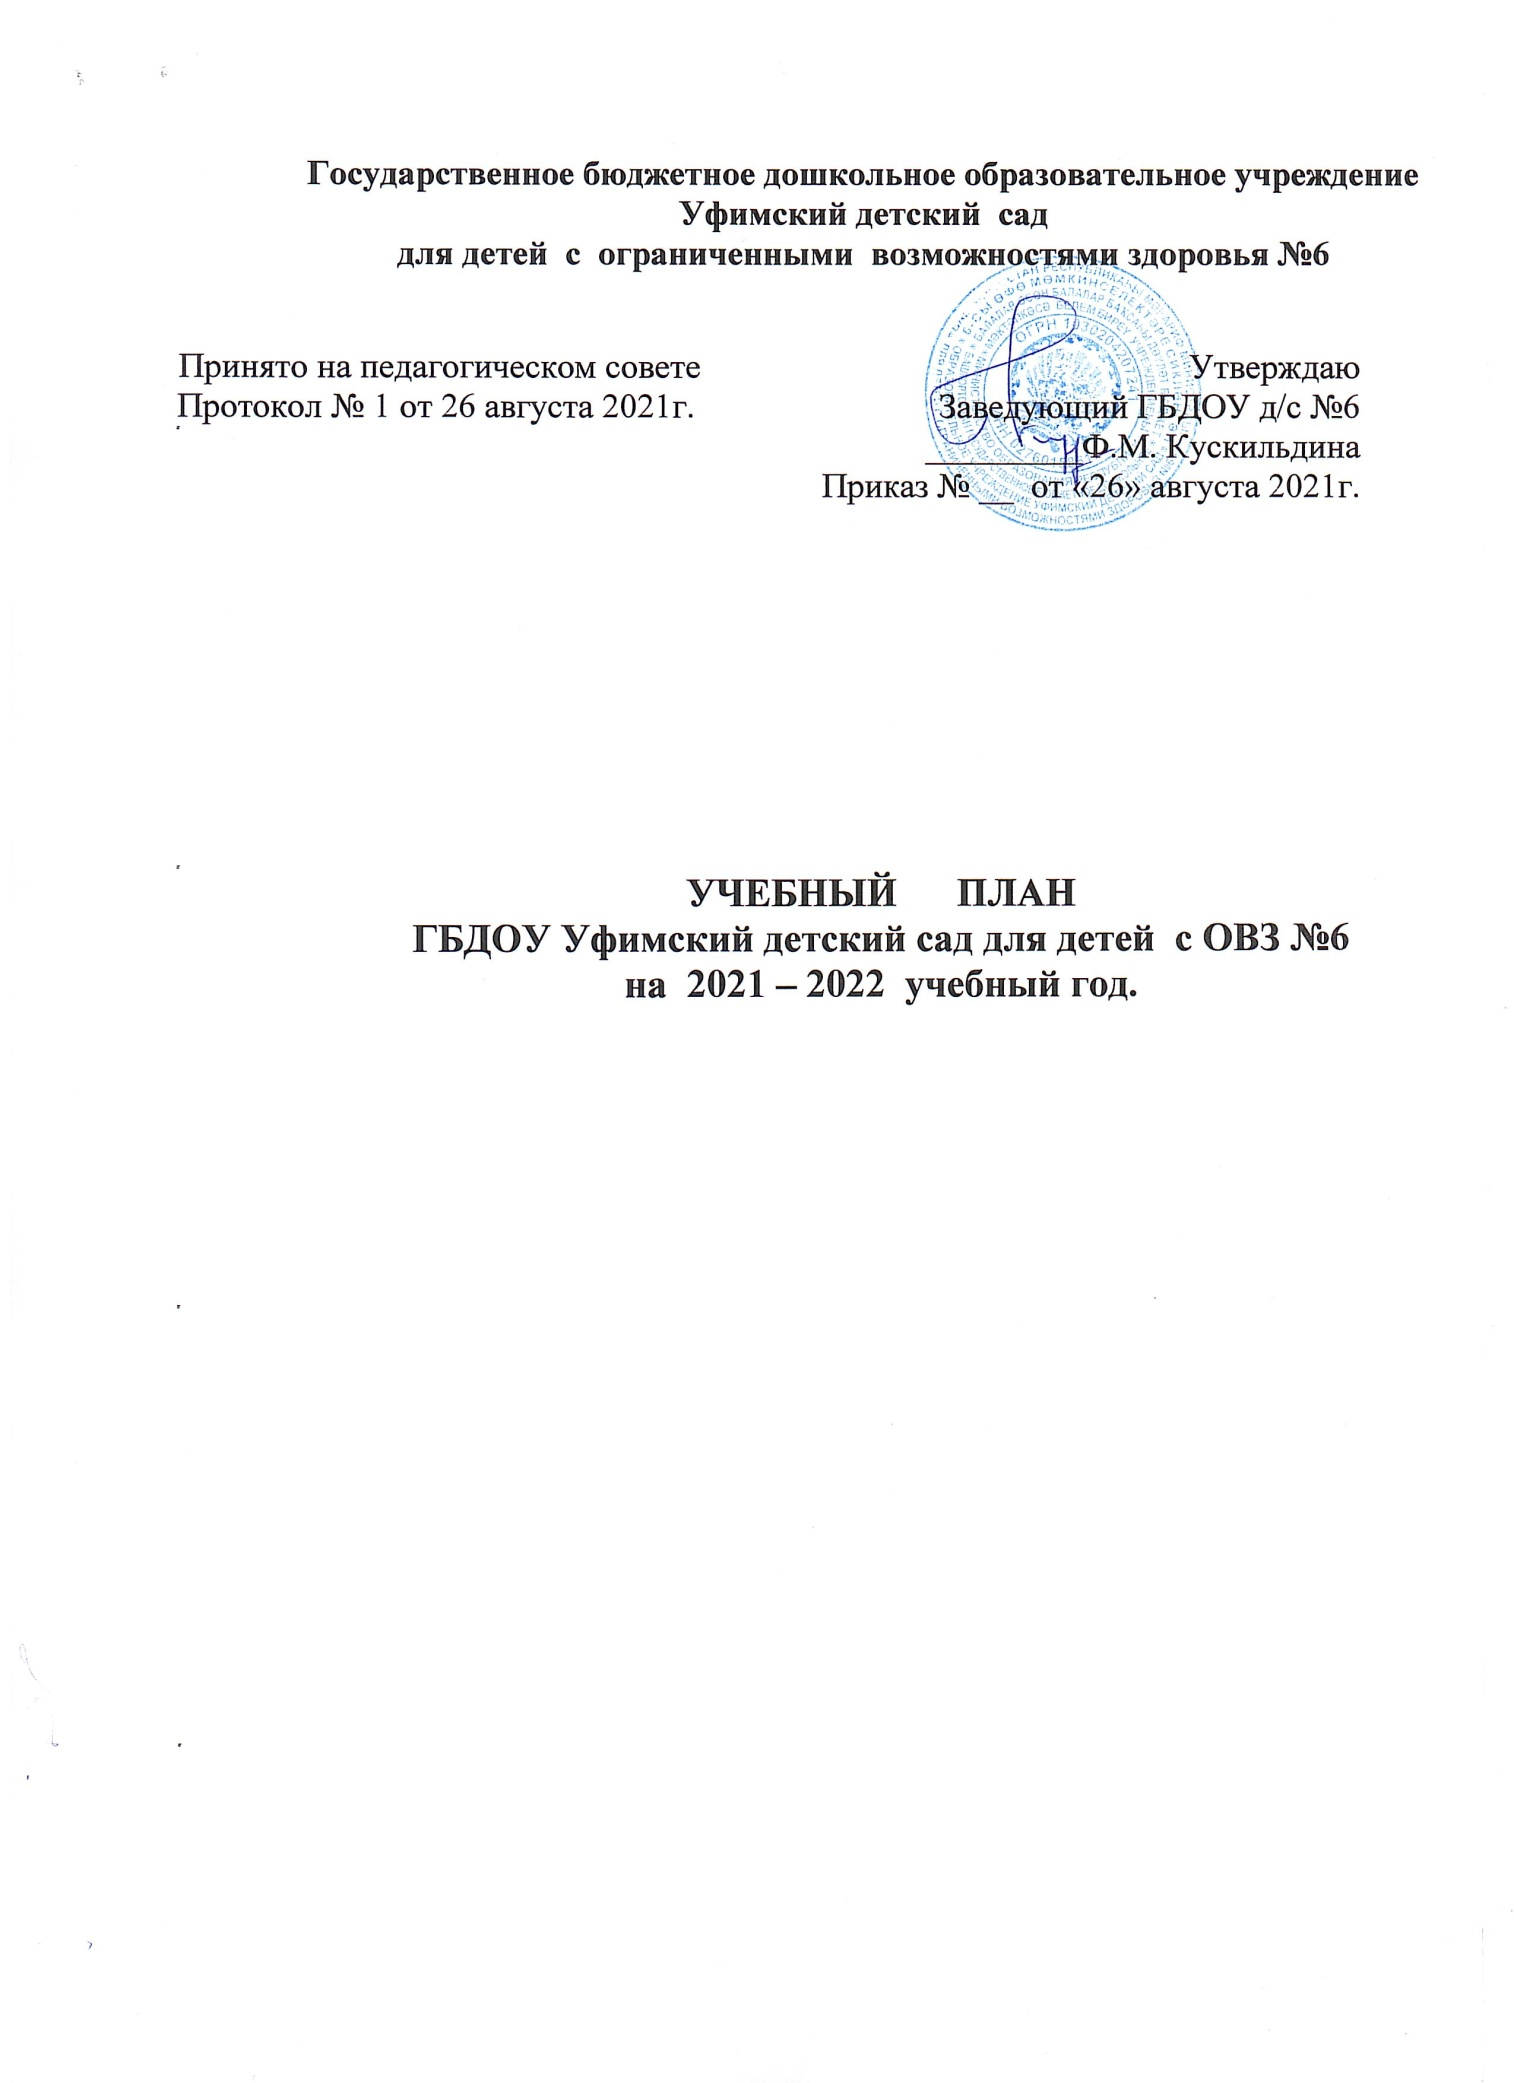 Государственное бюджетное дошкольное образовательное учреждение
Уфимский детский сад
для детей с ограниченными возможностями здоровья №6
Принято на педагогическом совете
Утверждаю
Протокол № 1 от 26 августа 2021г.
Заведующий ГБДОУ д/с №6
Ф.М. Кускильдина
Приказ № __ от «26» августа 2021г.
УЧЕБНЫЙ ПЛАН
ГБДОУ Уфимский детский сад для детей с ОВЗ №6
на 2021 – 2022 учебный год.